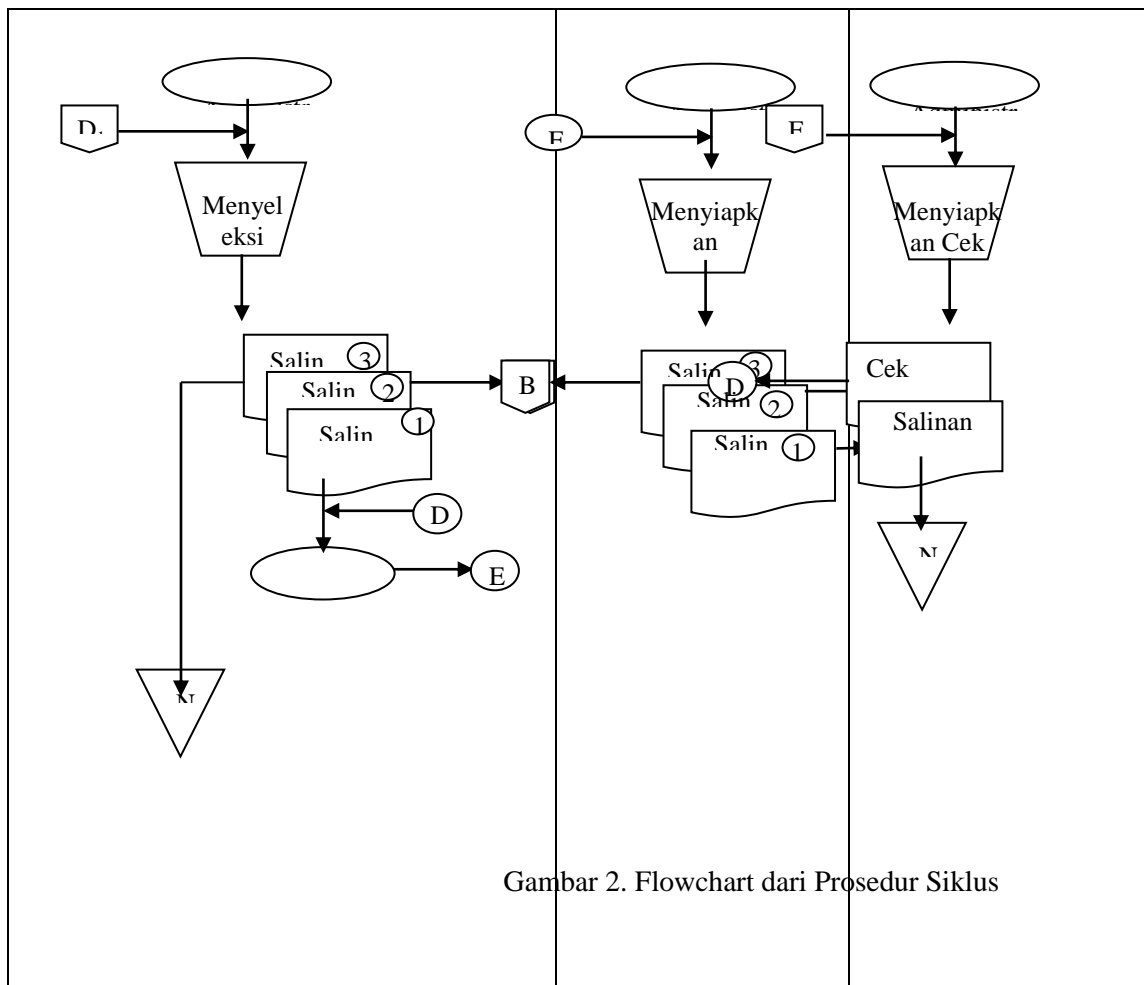 D
Menyel
eksi
Salin
3
Salin
2
Salin
1
B
D
E
Menyiapk
an
Salin
3
D
Salin
2
Salin
1
Menyiapk
an Cek
Cek
Salinan
Gambar 2. Flowchart dari Prosedur Siklus